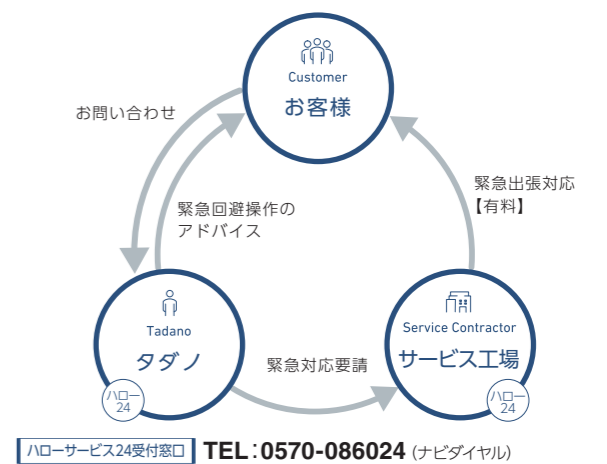 Customer
お客様
お問い合わせ
緊急回避操作の
アドバイス
緊急出張対応
【有料】
Tadano
タダノ
ハロー
24
緊急対応要請
Service Contractor
サービス工場
ハロー
24
ハローサービス24受付窓口 TEL:0570-086024 (ナビダイヤル)